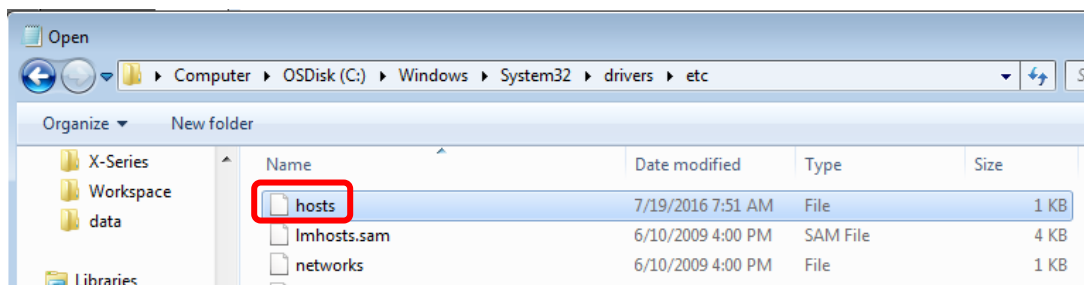 Open
Computer ▸ OSDisk (C:) ▸ Windows ▸ System32 ▸ drivers ▸ etc
Organize ▾ New folder
X-Series
Workspace
data
Libraries
Name Date modified Type Size
hosts 7/19/2016 7:51 AM File 1 KB
lmhosts.sam 6/10/2009 4:00 PM SAM File 4 KB
networks 6/10/2009 4:00 PM File 1 KB